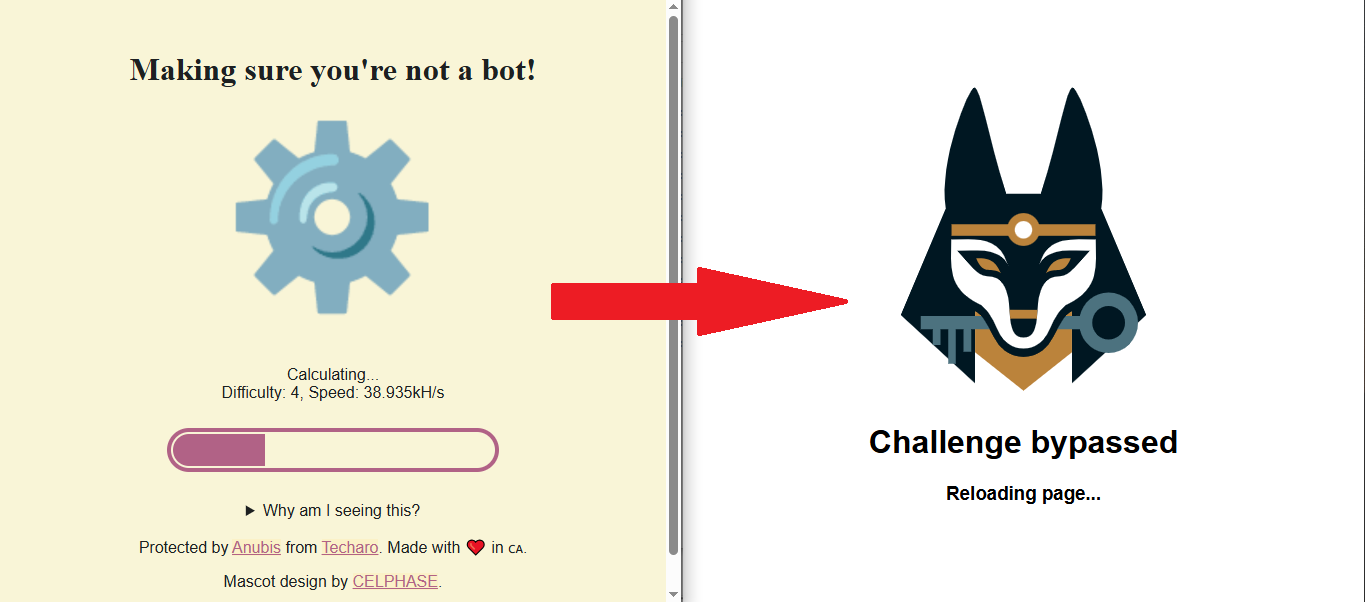 Making sure you're not a bot!
Calculating...
Difficulty: 4, Speed: 38.935kH/s
▶ Why am I seeing this?
Protected by Anubis from Techaro. Made with ❤️ in ᴄᴀ.
Mascot design by CELPHASE.
Challenge bypassed
Reloading page...